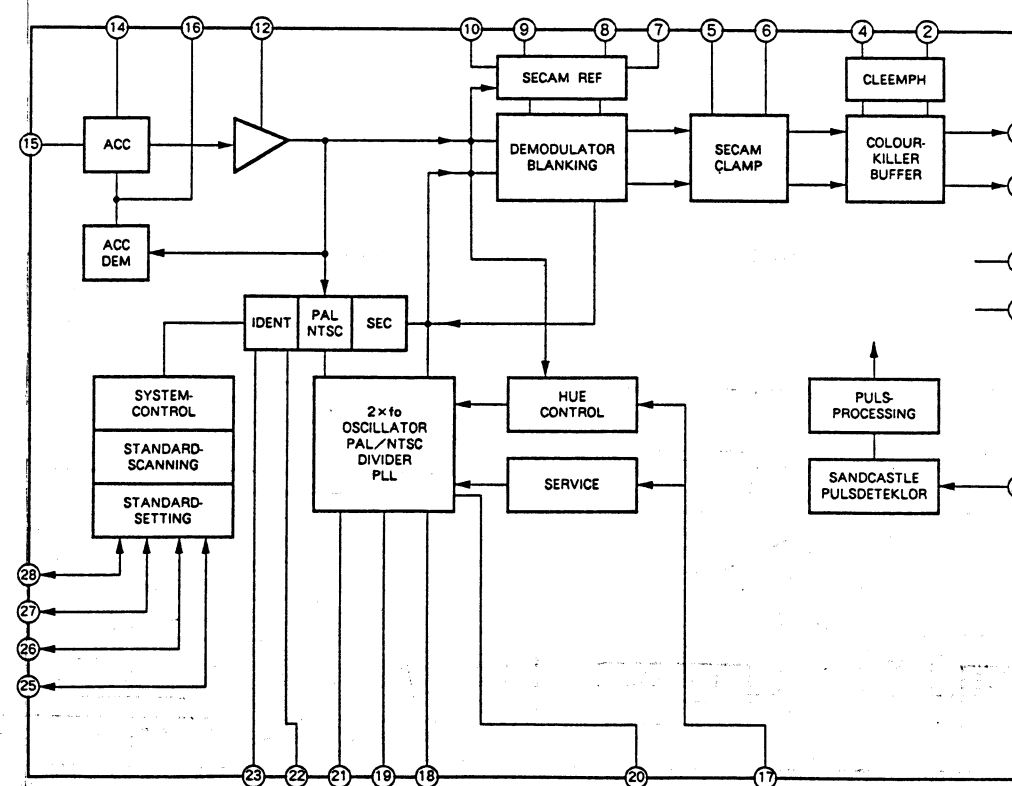 14
16
12
10
9
8
7
5
6
4
2
SECAM REF
CLEEMPH
15
ACC
DEMODULATOR
BLANKING
SECAM
CLAMP
COLOUR-
KILLER
BUFFER
ACC
DEM
IDENT
PAL
NTSC
SEC
SYSTEM-
CONTROL
STANDARD-
SCANNING
STANDARD-
SETTING
2×fo
OSCILLATOR
PAL/NTSC
DIVIDER
PLL
HUE
CONTROL
SERVICE
PULS-
PROCESSING
SANDCASTLE
PULSDETEKLOR
28
27
26
25
23
22
21
19
18
20
17